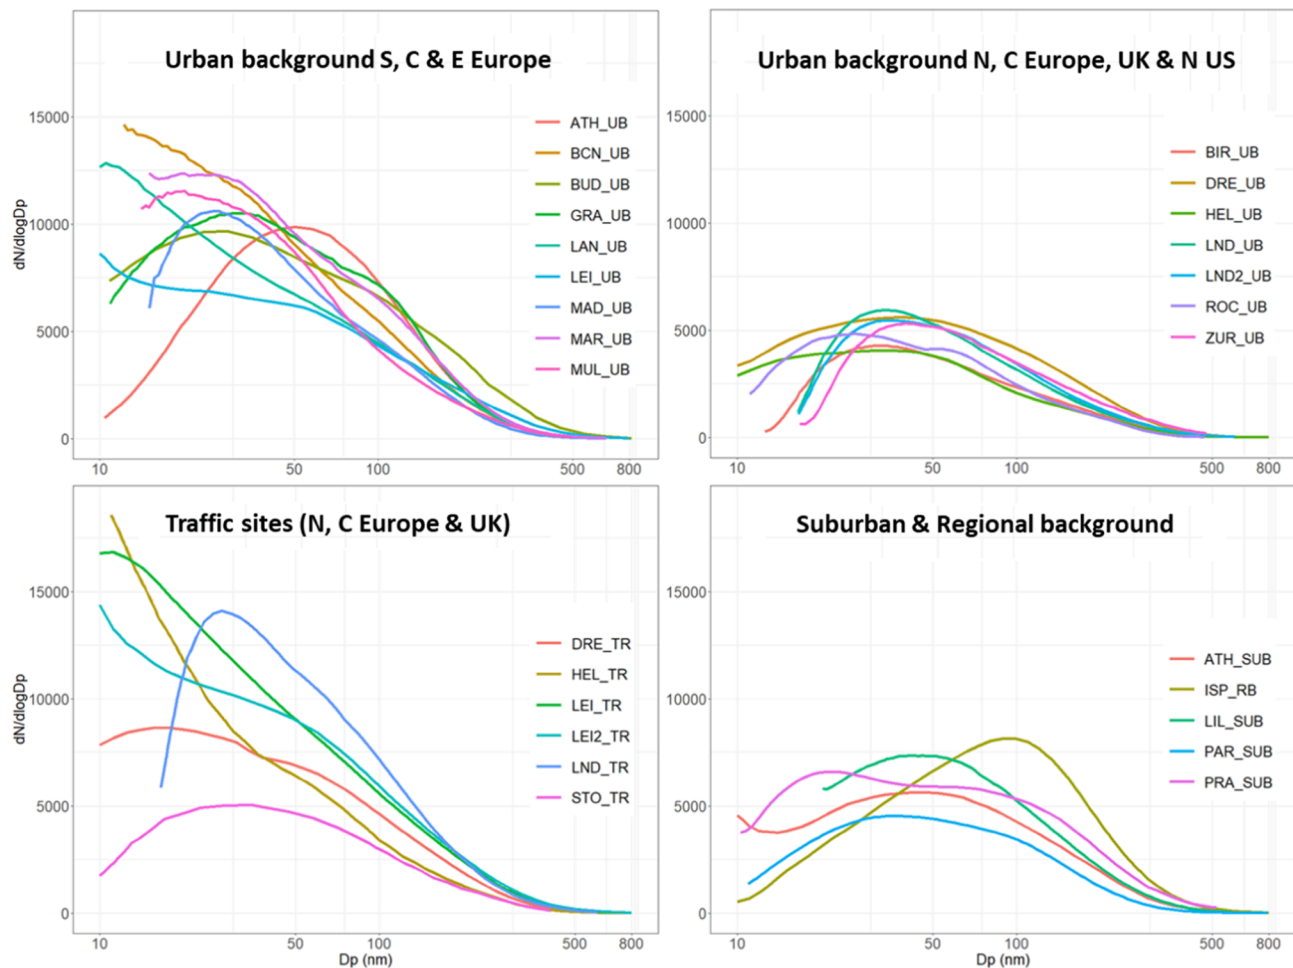 Urban background S, C & E Europe
dN/dlogDp
15000
10000
5000
0
10
50
100
500
800
ATH_UB
BCN_UB
BUD_UB
GRA_UB
LAN_UB
LEI_UB
MAD_UB
MAR_UB
MUL_UB
Urban background N, C Europe, UK & N US
15000
10000
5000
0
10
50
100
500
800
BIR_UB
DRE_UB
HEL_UB
LND_UB
LND2_UB
ROC_UB
ZUR_UB
Traffic sites (N, C Europe & UK)
dN/dlogDp
15000
10000
5000
0
10
50
100
500
800
Dp (nm)
DRE_TR
HEL_TR
LEI_TR
LEI2_TR
LND_TR
STO_TR
Suburban & Regional background
15000
10000
5000
0
10
50
100
500
800
Dp (nm)
ATH_SUB
ISP_RB
LIL_SUB
PAR_SUB
PRA_SUB